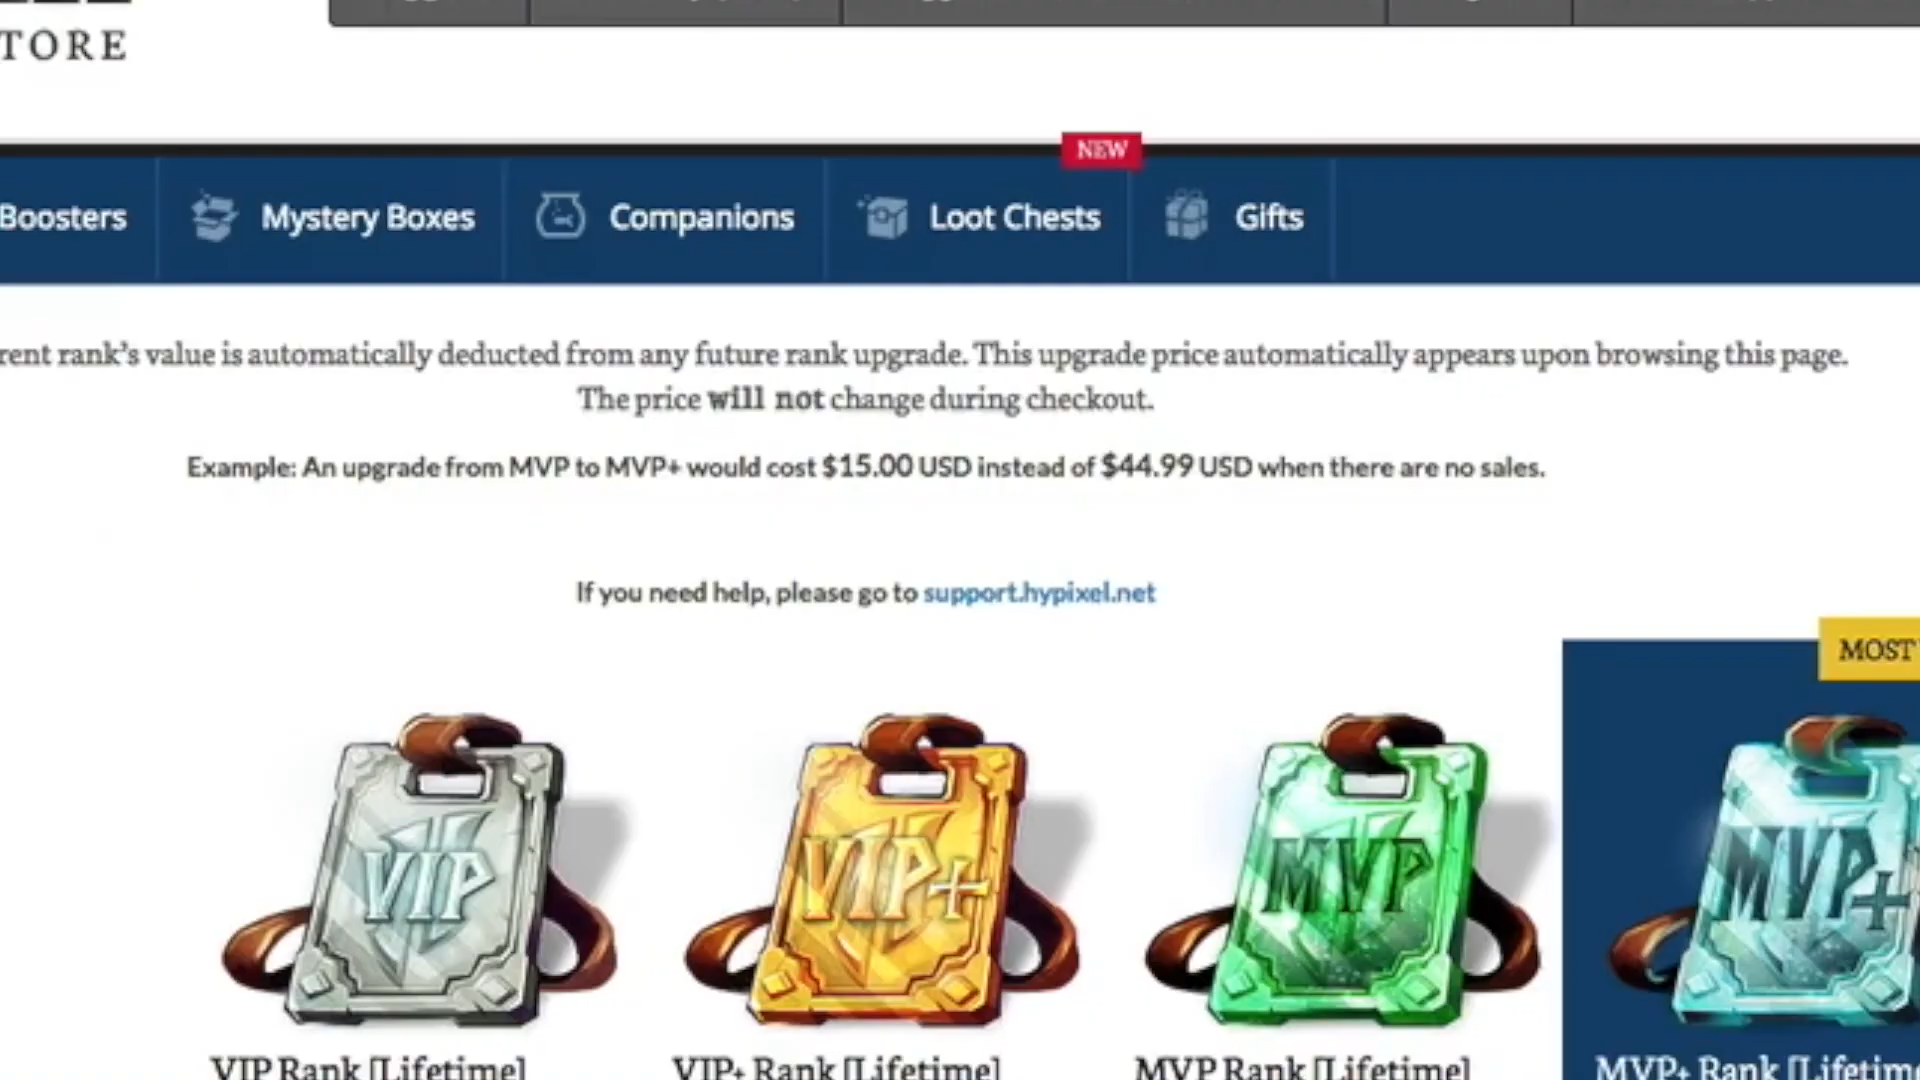 TORE
NEW
Boosters
Mystery Boxes
Companions
Loot Chests
Gifts
rent rank's value is automatically deducted from any future rank upgrade. This upgrade price automatically appears upon browsing this page.
The price will not change during checkout.
Example: An upgrade from MVP to MVP+ would cost $15.00 USD instead of $44.99 USD when there are no sales.
If you need help, please go to support.hypixel.net
MOST
VIP
VIP+
MVP
MVP+
VIP Rank [Lifetime]
VIP+ Rank [Lifetime]
MVP Rank [Lifetime]
MVP+ Rank [Lifetime